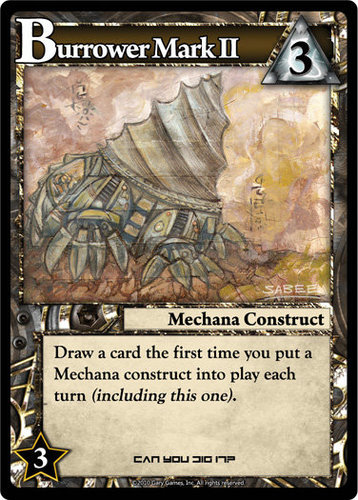 Burrower Mark II
3
SABEE
Mechana Construct
Draw a card the first time you put a
Mechana construct into play each
turn (including this one).
3
CAN YOU DIG IT?
©2010 Gary Games, Inc. All rights reserved.